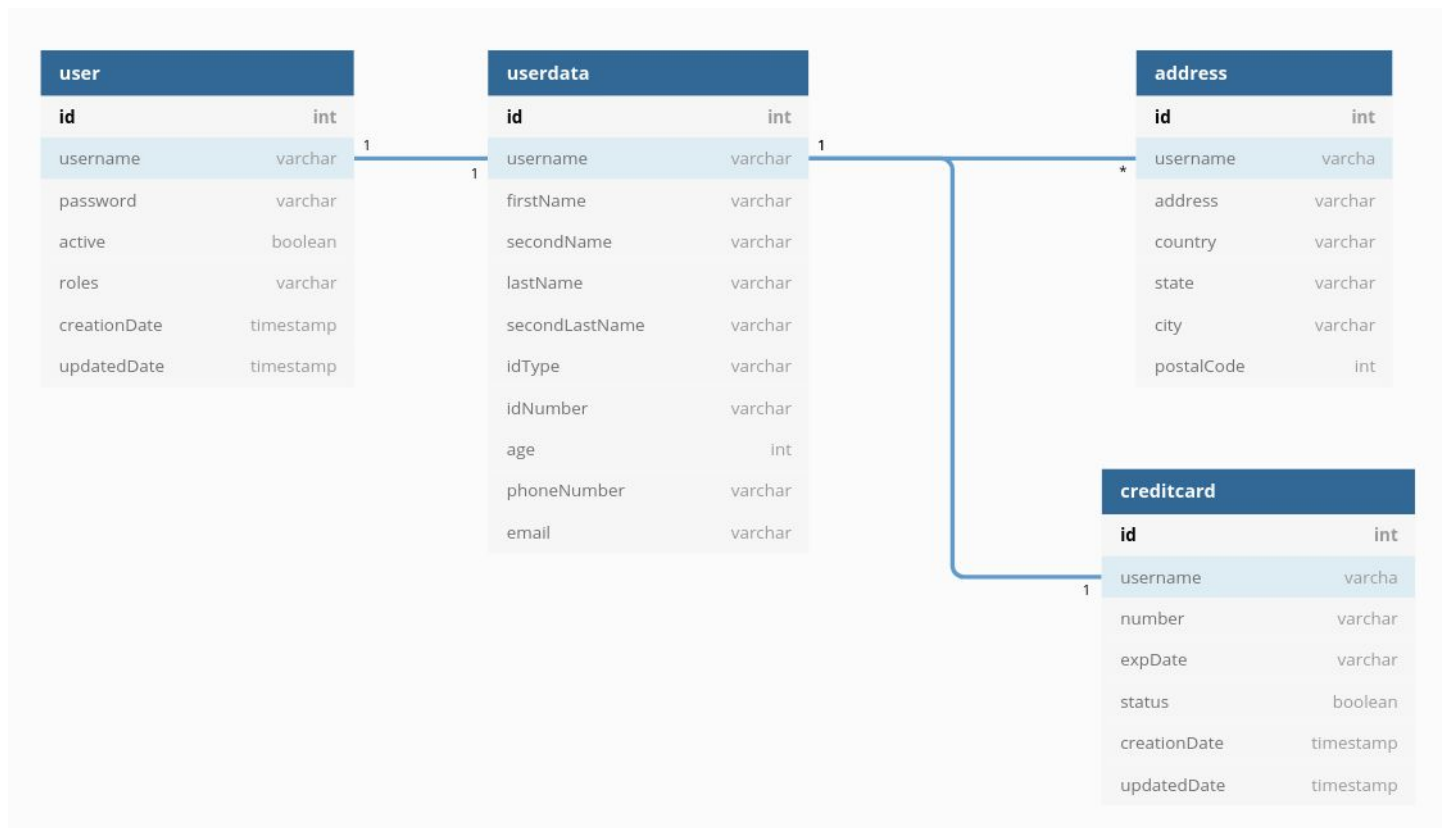 user
id int
username varchar
password varchar
active boolean
roles varchar
creationDate timestamp
updatedDate timestamp
1
1
userdata
id int
username varchar
firstName varchar
secondName varchar
lastName varchar
secondLastName varchar
idType varchar
idNumber varchar
age int
phoneNumber varchar
email varchar
1
*
address
id int
username varcha
address varchar
country varchar
state varchar
city varchar
postalCode int
1
creditcard
id int
username varcha
number varchar
expDate varchar
status boolean
creationDate timestamp
updatedDate timestamp